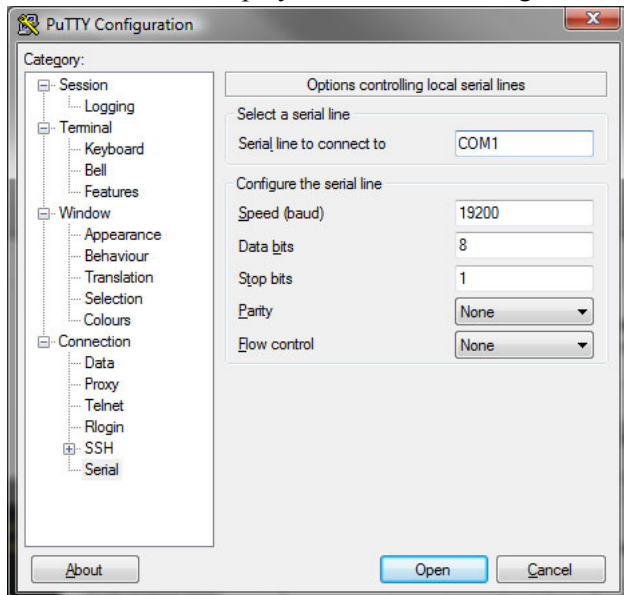 PuTTY Configuration
Category:
Session
Logging
Terminal
Keyboard
Bell
Features
Window
Appearance
Behaviour
Translation
Selection
Colours
Connection
Data
Proxy
Telnet
Rlogin
SSH
Serial
Options controlling local serial lines
Select a serial line
Serial line to connect to COM1
Configure the serial line
Speed (baud) 19200
Data bits 8
Stop bits 1
Parity None
Flow control None
About Open Cancel